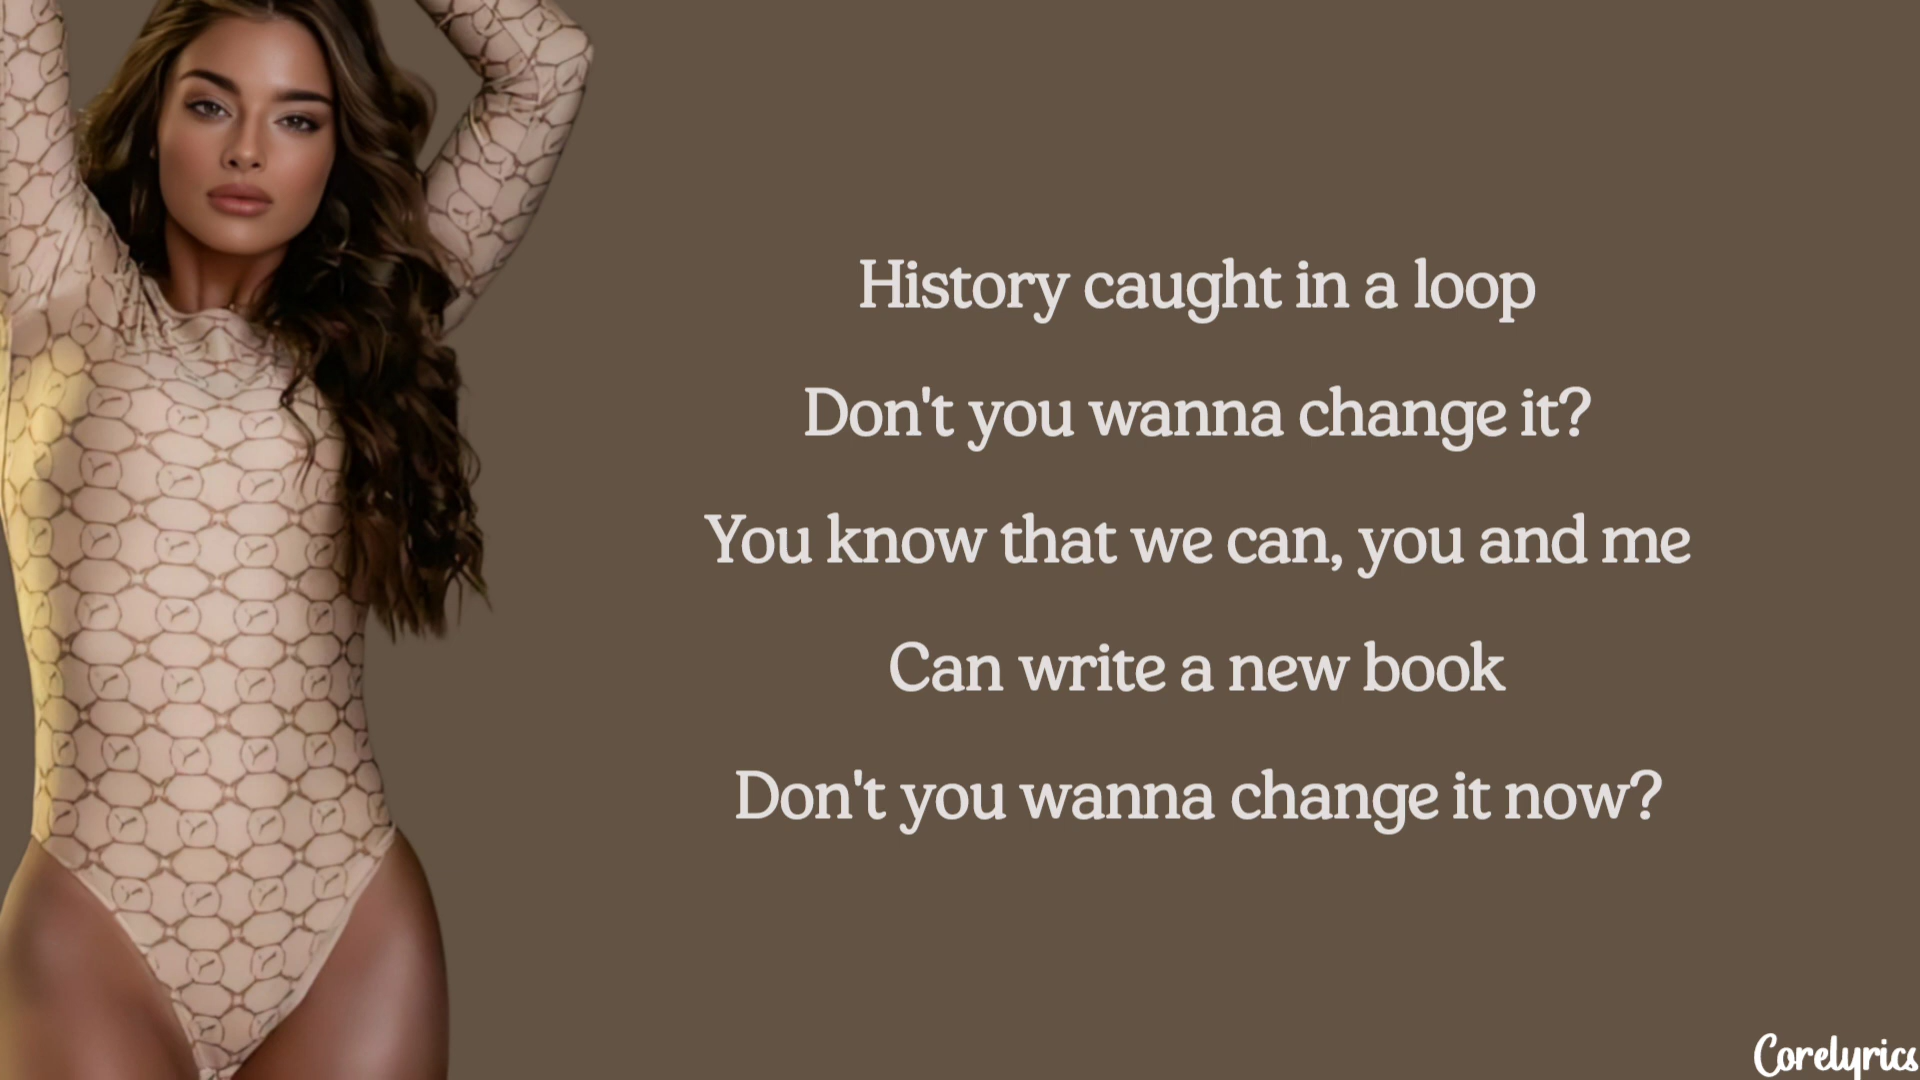 History caught in a loop
Don't you wanna change it?
You know that we can, you and me
Can write a new book
Don't you wanna change it now?
Corelyrics